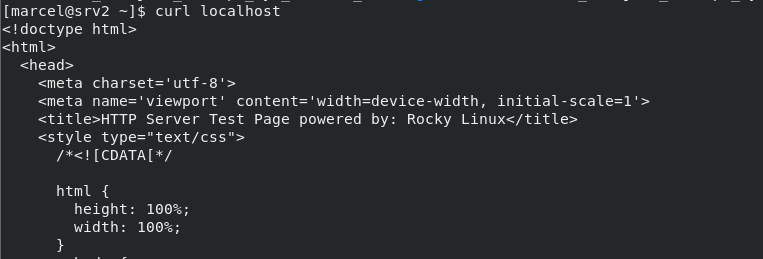 [marcel@srv2 ~]$ curl localhost
<!doctype html>
<html>
  <head>
    <meta charset='utf-8'>
    <meta name='viewport' content='width=device-width, initial-scale=1'>
    <title>HTTP Server Test Page powered by: Rocky Linux</title>
    <style type="text/css">
      /*<![CDATA[*/

      html {
        height: 100%;
        width: 100%;
      }